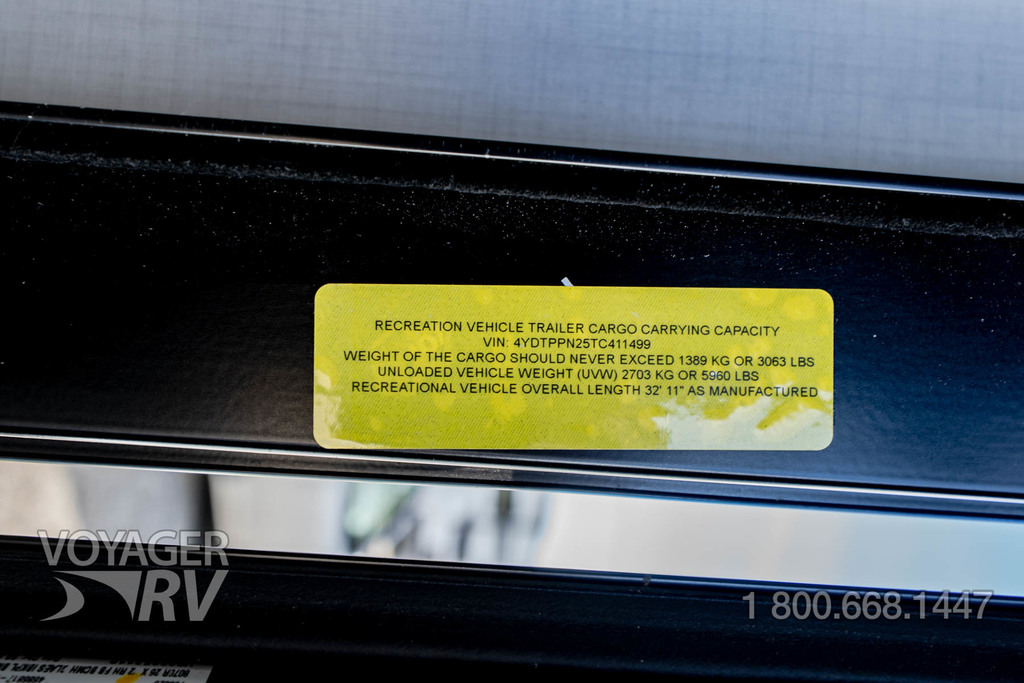 RECREATION VEHICLE TRAILER CARGO CARRYING CAPACITY
VIN: 4YDTPPN25TC411499
WEIGHT OF THE CARGO SHOULD NEVER EXCEED 1389 KG OR 3063 LBS
UNLOADED VEHICLE WEIGHT (UVW) 2703 KG OR 5960 LBS
RECREATIONAL VEHICLE OVERALL LENGTH 32' 11" AS MANUFACTURED
VOYAGER
RV
1 800.668.1447